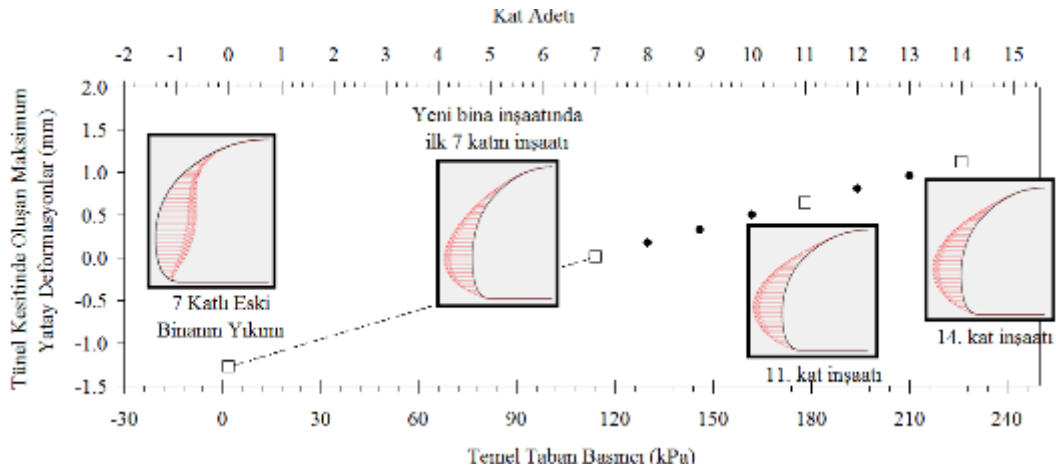 Kat Adeti
-2 -1 0 1 2 3 4 5 6 7 8 9 10 11 12 13 14 15
Tünel Kesitinde Oluşan Maksimum
Yatay Deformasyonlar (mm)
2.0
1.5
1.0
0.5
0.0
-0.5
-1.0
-1.5
Yeni bina inşaatında
ilk 7 katın inşaatı
7 Katlı Eski
Binanın Yıkımı
11. kat inşaatı
14. kat inşaatı
-30 0 30 60 90 120 150 180 210 240
Temel Taban Basıncı (kPa)